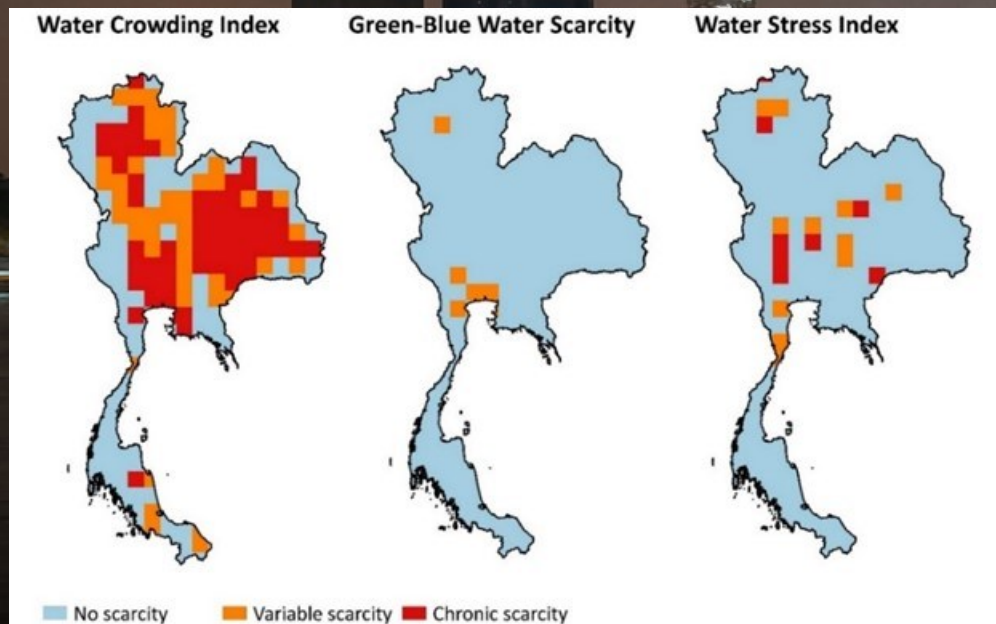 Water Crowding Index
Green-Blue Water Scarcity
Water Stress Index
No scarcity
Variable scarcity
Chronic scarcity